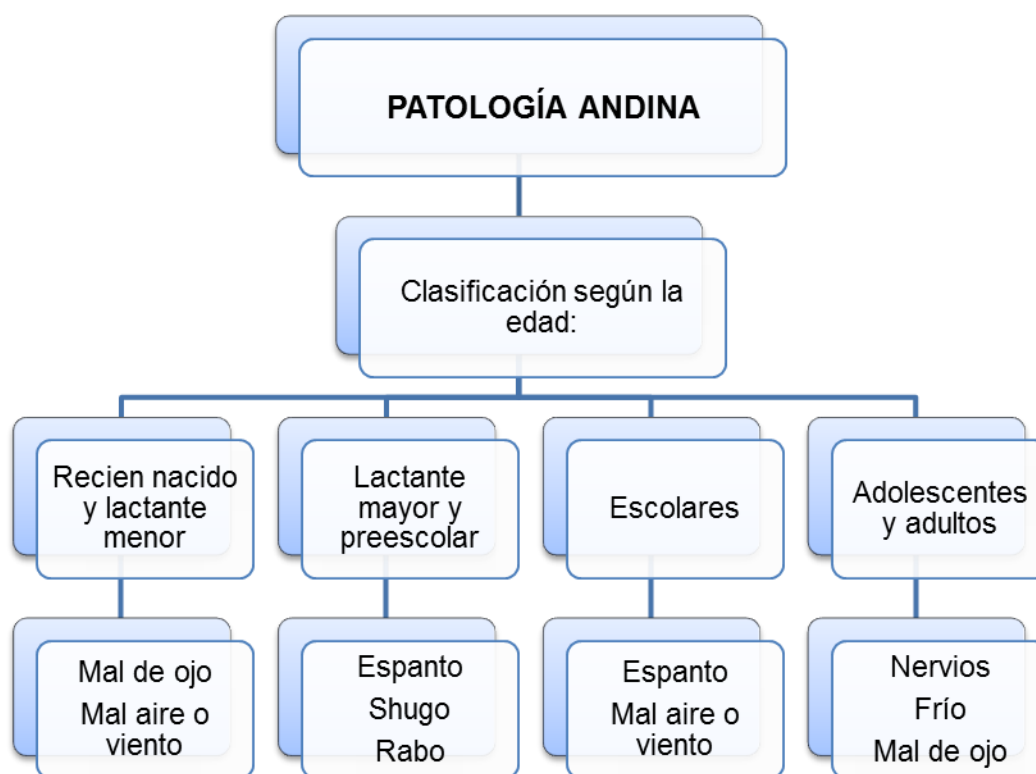 PATOLOGÍA ANDINA
Clasificación según la
edad:
Recien nacido
y lactante
menor
Lactante
mayor y
preescolar
Escolares
Adolescentes
y adultos
Mal de ojo
Mal aire o
viento
Espanto
Shugo
Rabo
Espanto
Mal aire o
viento
Nervios
Frío
Mal de ojo